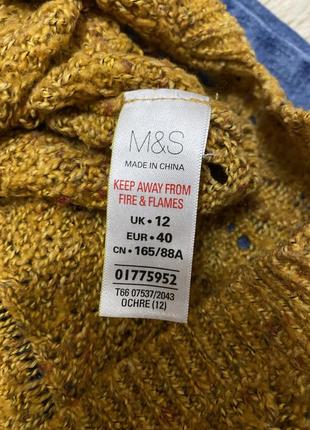 M&S
MADE IN CHINA
KEEP AWAY FROM
FIRE & FLAMES
UK • 12
EUR • 40
CN • 165/88A
01775952
T66 07537/2043
OCHRE (12)